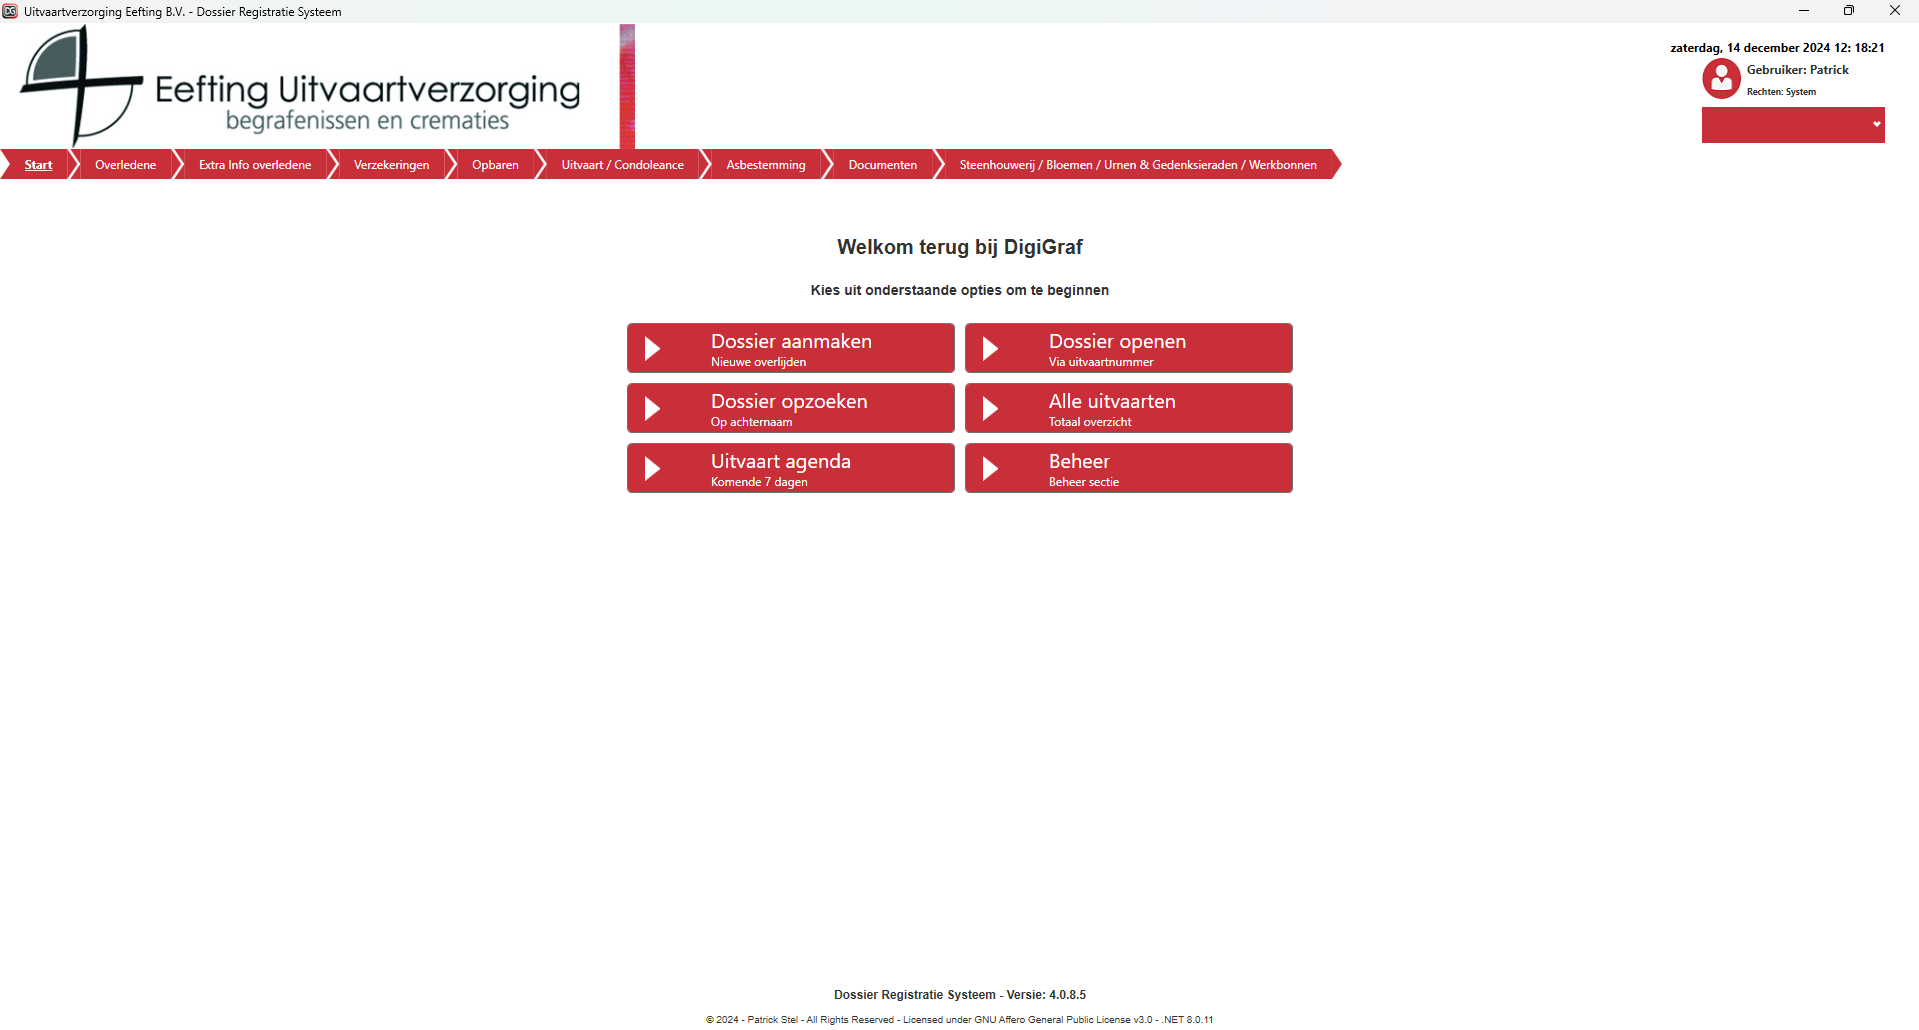 Uitvaartverzorging Eefting B.V. - Dossier Registratie Systeem
Eefting Uitvaartverzorging
begrafenissen en crematies
zaterdag, 14 december 2024 12: 18:21
Gebruiker: Patrick
Rechten: System
Start
Overledene
Extra Info overledene
Verzekeringen
Opbaren
Uitvaart / Condoleance
Asbestemming
Documenten
Steenhouwerij / Bloemen / Urnen & Gedenksieraden / Werkbonnen
Welkom terug bij DigiGraf
Kies uit onderstaande opties om te beginnen
Dossier aanmaken
Nieuwe overlijden
Dossier openen
Via uitvaartnummer
Dossier opzoeken
Op achternaam
Alle uitvaarten
Totaal overzicht
Uitvaart agenda
Komende 7 dagen
Beheer
Beheer sectie
Dossier Registratie Systeem - Versie: 4.0.8.5
© 2024 - Patrick Stel - All Rights Reserved - Licensed under GNU Affero General Public License v3.0 - .NET 8.0.11